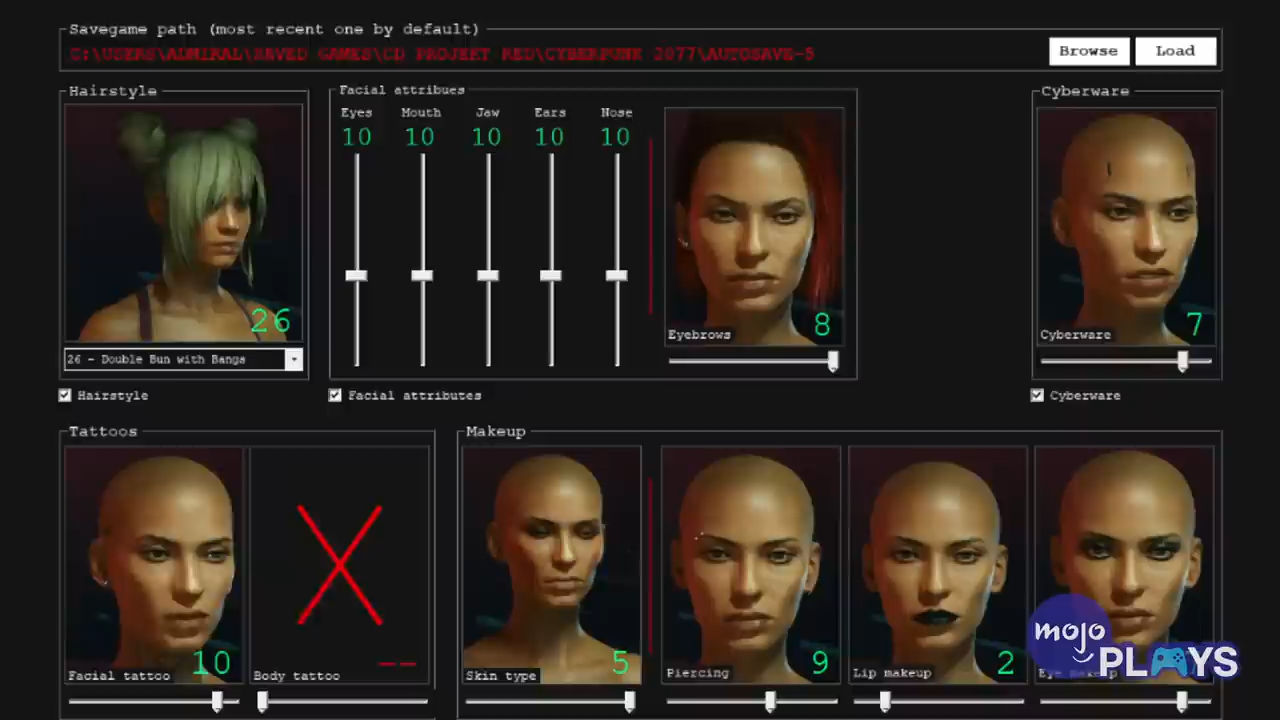 Savegame path (most recent one by default)
C:\USERS\ADMIRAL\SAVED GAMES\CD PROJEKT RED\CYBERPUNK 2077\AUTOSAVE-5
Browse
Load
Hairstyle
Facial attribues
Cyberware
Eyes
Mouth
Jaw
Ears
Nose
10
10
10
10
10
26
Eyebrows
8
Cyberware
7
26 - Double Bun with Bangs
Hairstyle
Facial attributes
Cyberware
Tattoos
Makeup
Facial tattoo
10
Body tattoo
--
Skin type
5
Piercing
9
Lip makeup
2
Eye makeup
mojo
PLAYS